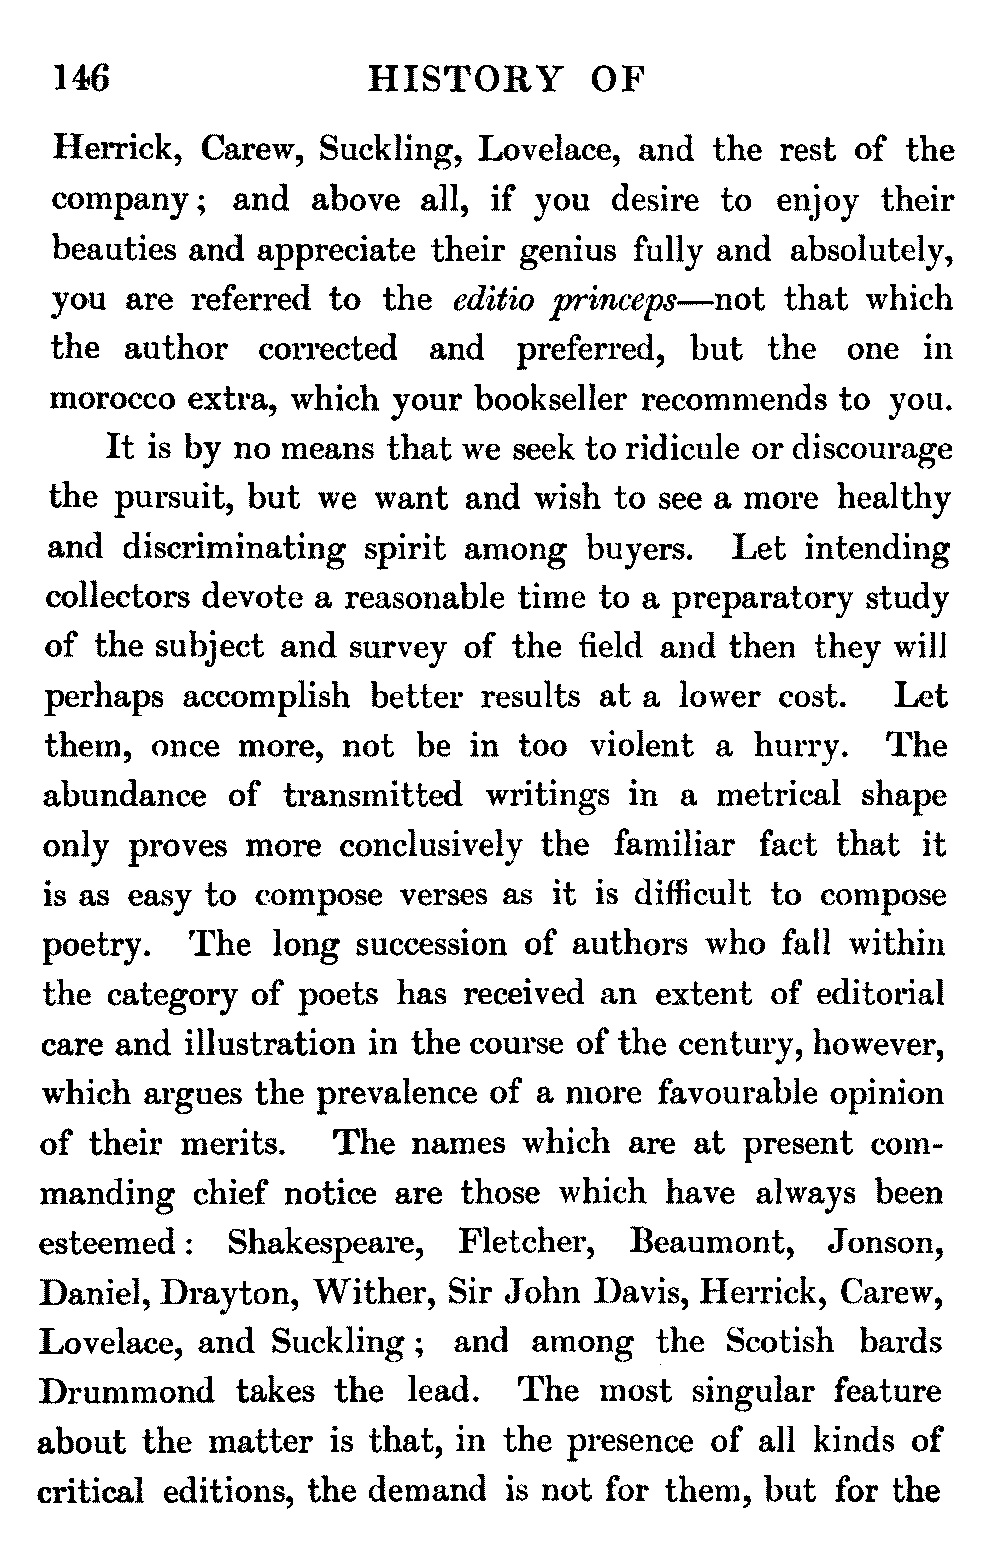 146 HISTORY OF
Herrick, Carew, Suckling, Lovelace, and the rest of the
company; and above all, if you desire to enjoy their
beauties and appreciate their genius fully and absolutely,
you are referred to the editio princeps—not that which
the author corrected and preferred, but the one in
morocco extra, which your bookseller recommends to you.
It is by no means that we seek to ridicule or discourage
the pursuit, but we want and wish to see a more healthy
and discriminating spirit among buyers. Let intending
collectors devote a reasonable time to a preparatory study
of the subject and survey of the field and then they will
perhaps accomplish better results at a lower cost. Let
them, once more, not be in too violent a hurry. The
abundance of transmitted writings in a metrical shape
only proves more conclusively the familiar fact that it
is as easy to compose verses as it is difficult to compose
poetry. The long succession of authors who fall within
the category of poets has received an extent of editorial
care and illustration in the course of the century, however,
which argues the prevalence of a more favourable opinion
of their merits. The names which are at present com-
manding chief notice are those which have always been
esteemed: Shakespeare, Fletcher, Beaumont, Jonson,
Daniel, Drayton, Wither, Sir John Davis, Herrick, Carew,
Lovelace, and Suckling; and among the Scotish bards
Drummond takes the lead. The most singular feature
about the matter is that, in the presence of all kinds of
critical editions, the demand is not for them, but for the